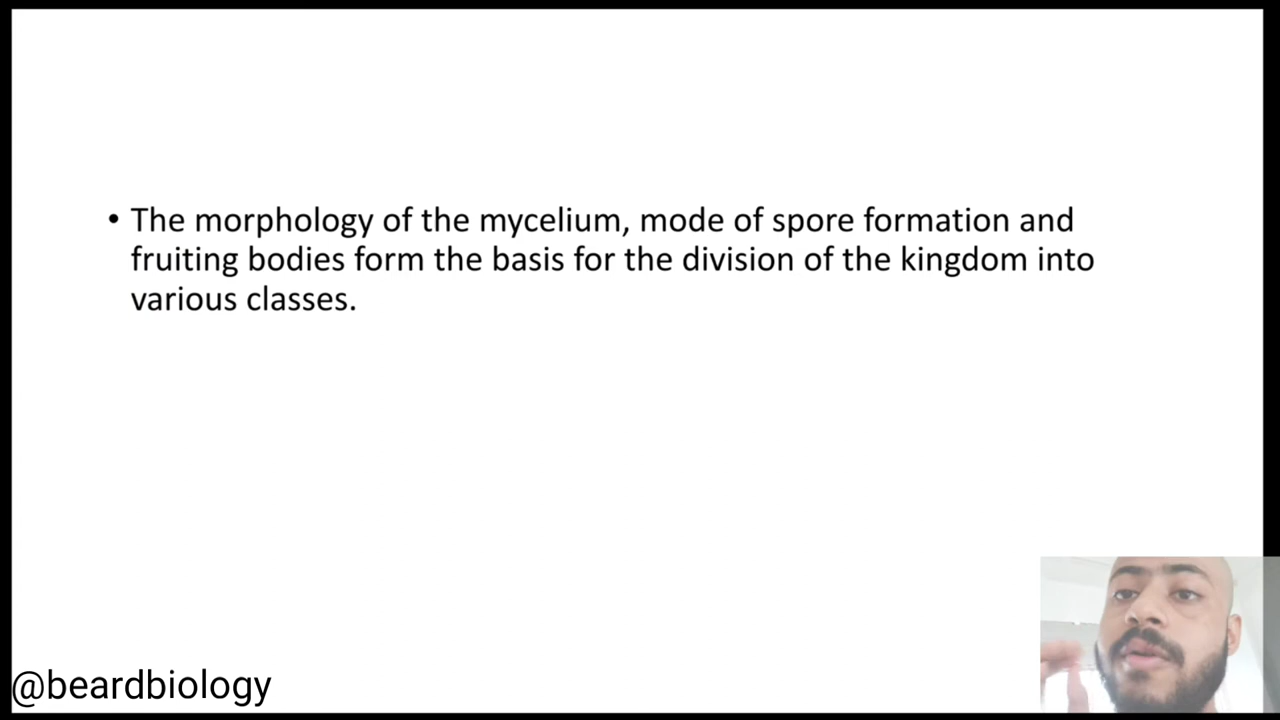 • The morphology of the mycelium, mode of spore formation and
fruiting bodies form the basis for the division of the kingdom into
various classes.
@beardbiology